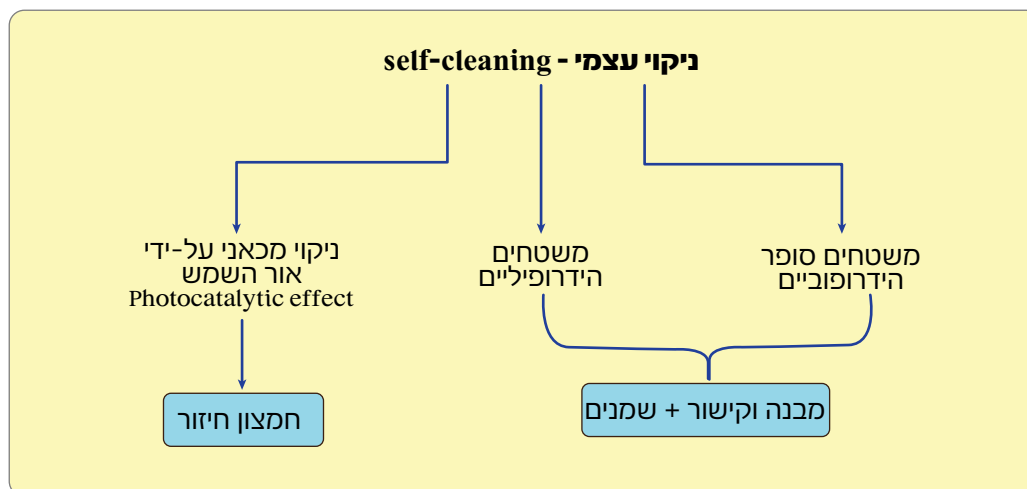 ניקוי עצמי - self-cleaning
משטחים סופר
הידרופוביים
משטחים
הידרופיליים
ניקוי מכאני על-ידי
אור השמש
Photocatalytic effect
מבנה וקישור + שמנים
חמצון חיזור